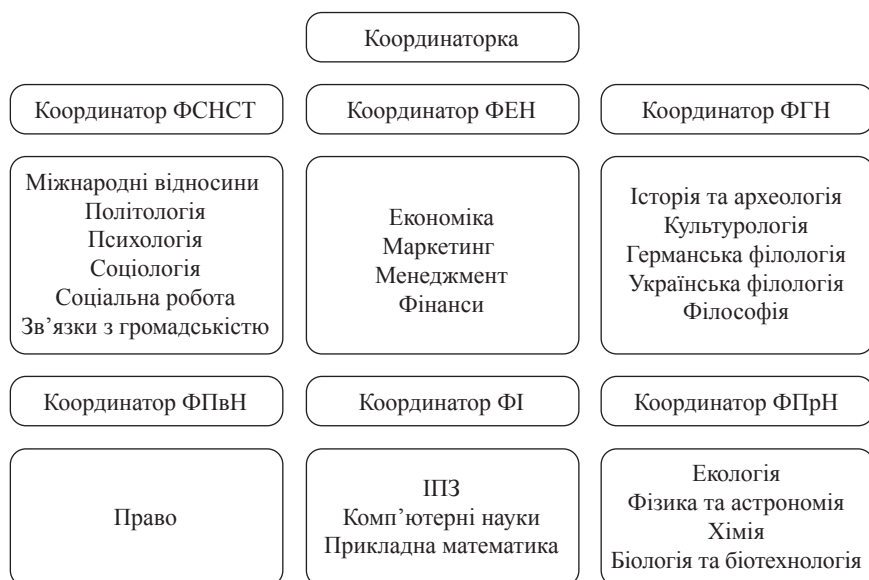 Координаторка
Координатор ФСНСТ
Координатор ФЕН
Координатор ФГН
Міжнародні відносини
Політологія
Психологія
Соціологія
Соціальна робота
Зв’язки з громадськістю
Економіка
Маркетинг
Менеджмент
Фінанси
Історія та археологія
Культурологія
Германська філологія
Українська філологія
Філософія
Координатор ФПвН
Координатор ФІ
Координатор ФПрН
Право
ІПЗ
Комп’ютерні науки
Прикладна математика
Екологія
Фізика та астрономія
Хімія
Біологія та біотехнологія